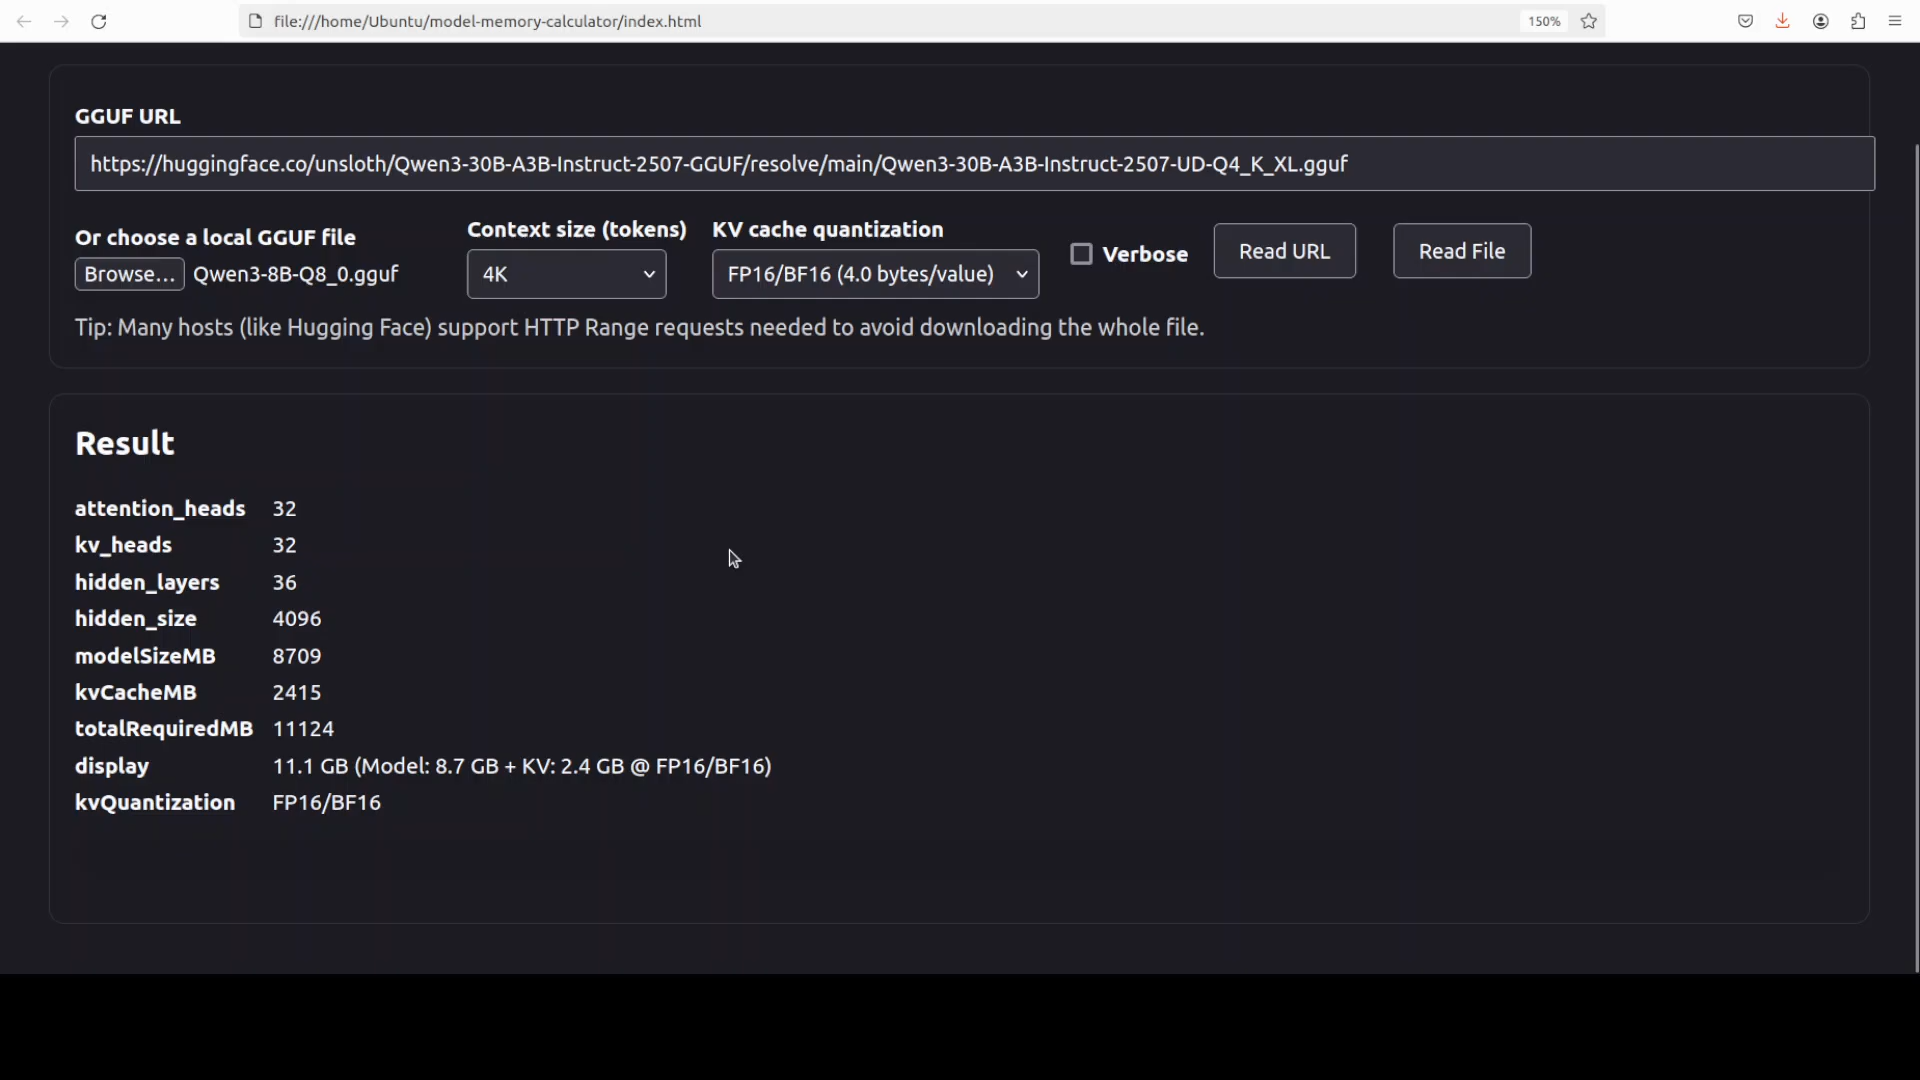 file:///home/Ubuntu/model-memory-calculator/index.html
150%
GGUF URL
https://huggingface.co/unsloth/Qwen3-30B-A3B-Instruct-2507-GGUF/resolve/main/Qwen3-30B-A3B-Instruct-2507-UD-Q4_K_XL.gguf
Or choose a local GGUF file
Browse... Qwen3-8B-Q8_0.gguf
Context size (tokens)
4K
KV cache quantization
FP16/BF16 (4.0 bytes/value)
Verbose
Read URL
Read File
Tip: Many hosts (like Hugging Face) support HTTP Range requests needed to avoid downloading the whole file.
Result
attention_heads 32
kv_heads 32
hidden_layers 36
hidden_size 4096
modelSizeMB 8709
kvCacheMB 2415
totalRequiredMB 11124
display 11.1 GB (Model: 8.7 GB + KV: 2.4 GB @ FP16/BF16)
kvQuantization FP16/BF16